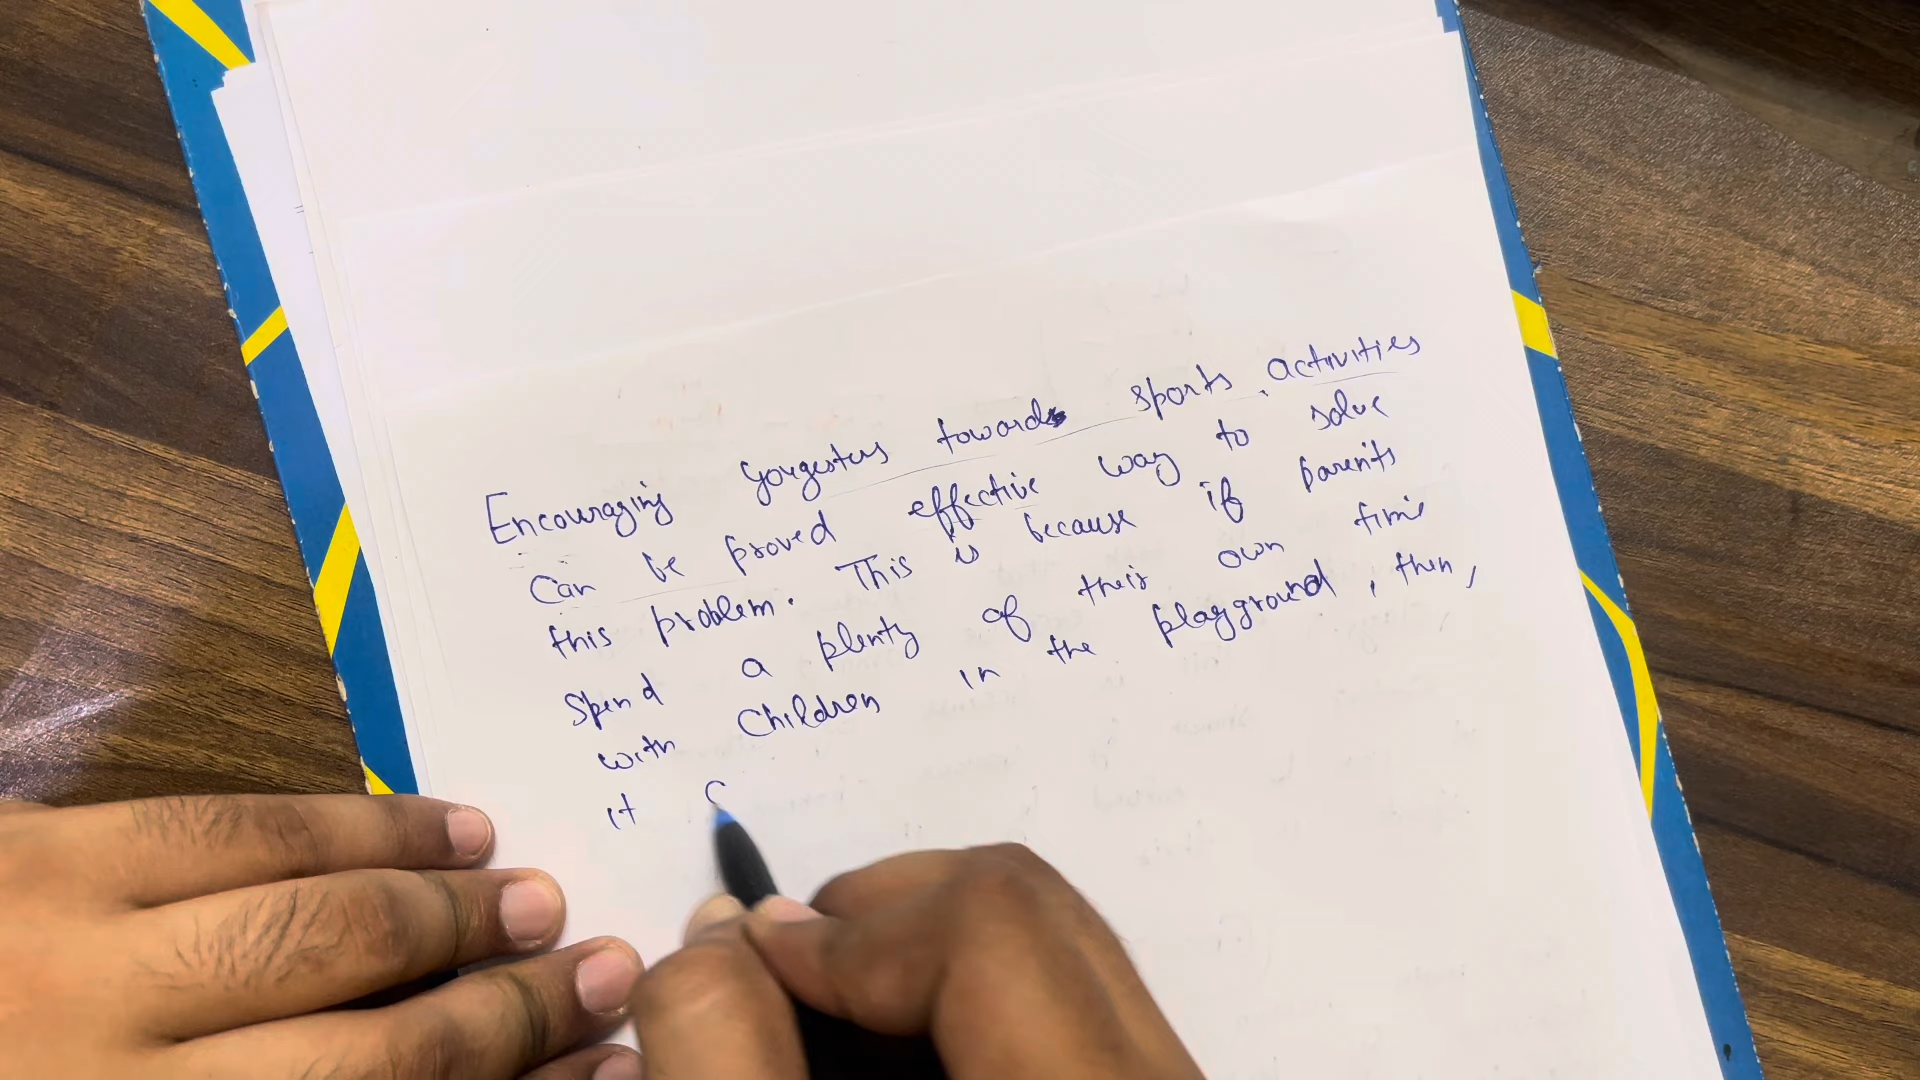 Encouraging yougesters towards sports activities
can be proved effective way to solve
this problem. This is because if parents
spend a plenty of their own time
with children in the playground, then,
it c